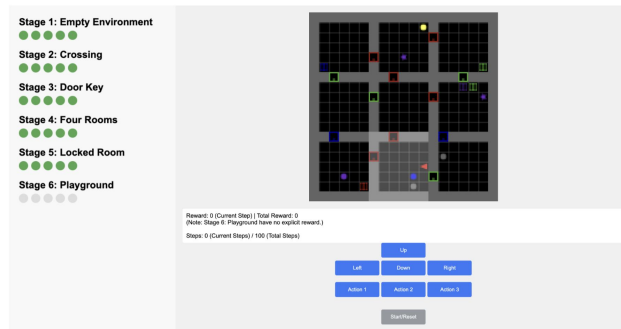 Stage 1: Empty Environment
Stage 2: Crossing
Stage 3: Door Key
Stage 4: Four Rooms
Stage 5: Locked Room
Stage 6: Playground
Reward: 0 (Current Step) | Total Reward: 0
(Note: Stage 6: Playground have no explicit reward.)
Steps: 0 (Current Steps) / 100 (Total Steps)
Up
Left Down Right
Action 1 Action 2 Action 3
Start/Reset